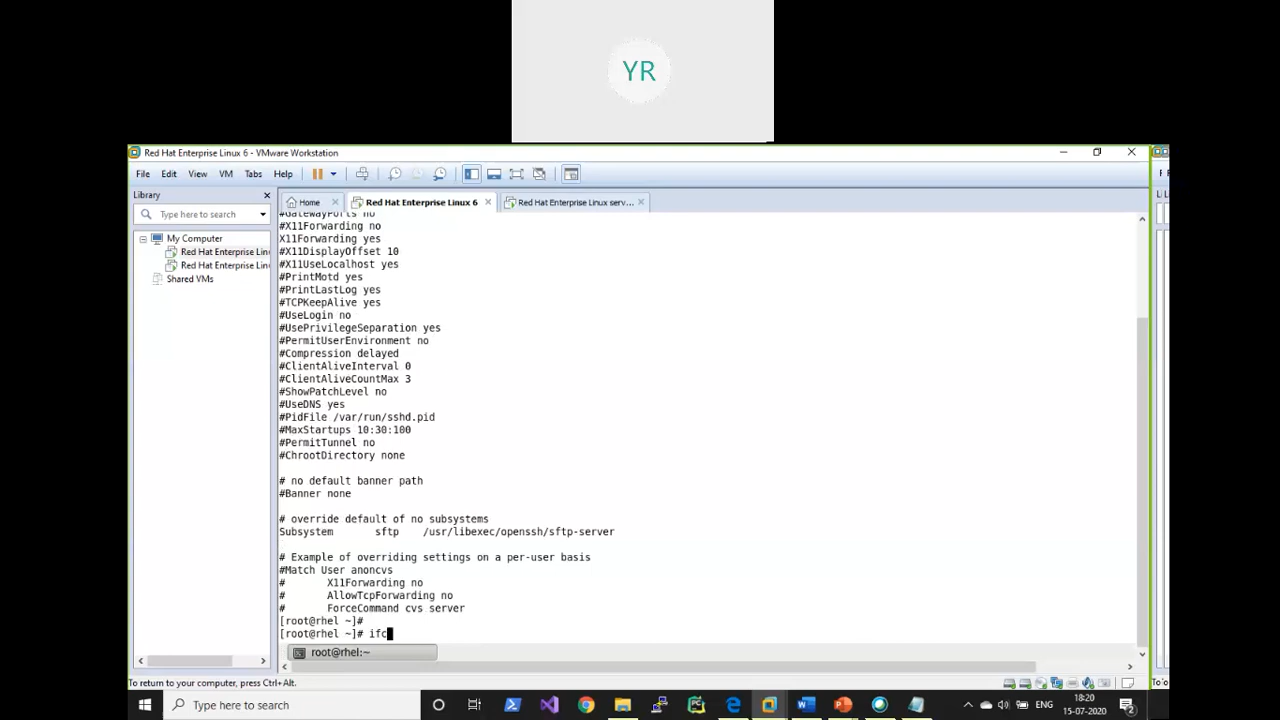 YR
Red Hat Enterprise Linux 6 - VMware Workstation
File Edit View VM Tabs Help
Library
Type here to search
My Computer
Red Hat Enterprise Lin
Red Hat Enterprise Lin
Shared VMs
Home
Red Hat Enterprise Linux 6
Red Hat Enterprise Linux serv...
#GatewayPorts no
#X11Forwarding no
X11Forwarding yes
#X11DisplayOffset 10
#X11UseLocalhost yes
#PrintMotd yes
#PrintLastLog yes
#TCPKeepAlive yes
#UseLogin no
#UsePrivilegeSeparation yes
#PermitUserEnvironment no
#Compression delayed
#ClientAliveInterval 0
#ClientAliveCountMax 3
#ShowPatchLevel no
#UseDNS yes
#PidFile /var/run/sshd.pid
#MaxStartups 10:30:100
#PermitTunnel no
#ChrootDirectory none
# no default banner path
#Banner none
# override default of no subsystems
Subsystem sftp /usr/libexec/openssh/sftp-server
# Example of overriding settings on a per-user basis
#Match User anoncvs
# X11Forwarding no
# AllowTcpForwarding no
# ForceCommand cvs server
[root@rhel ~]#
[root@rhel ~]# ifc
root@rhel:~
To return to your computer, press Ctrl+Alt.
Type here to search
ENG
18:20
15-07-2020
2